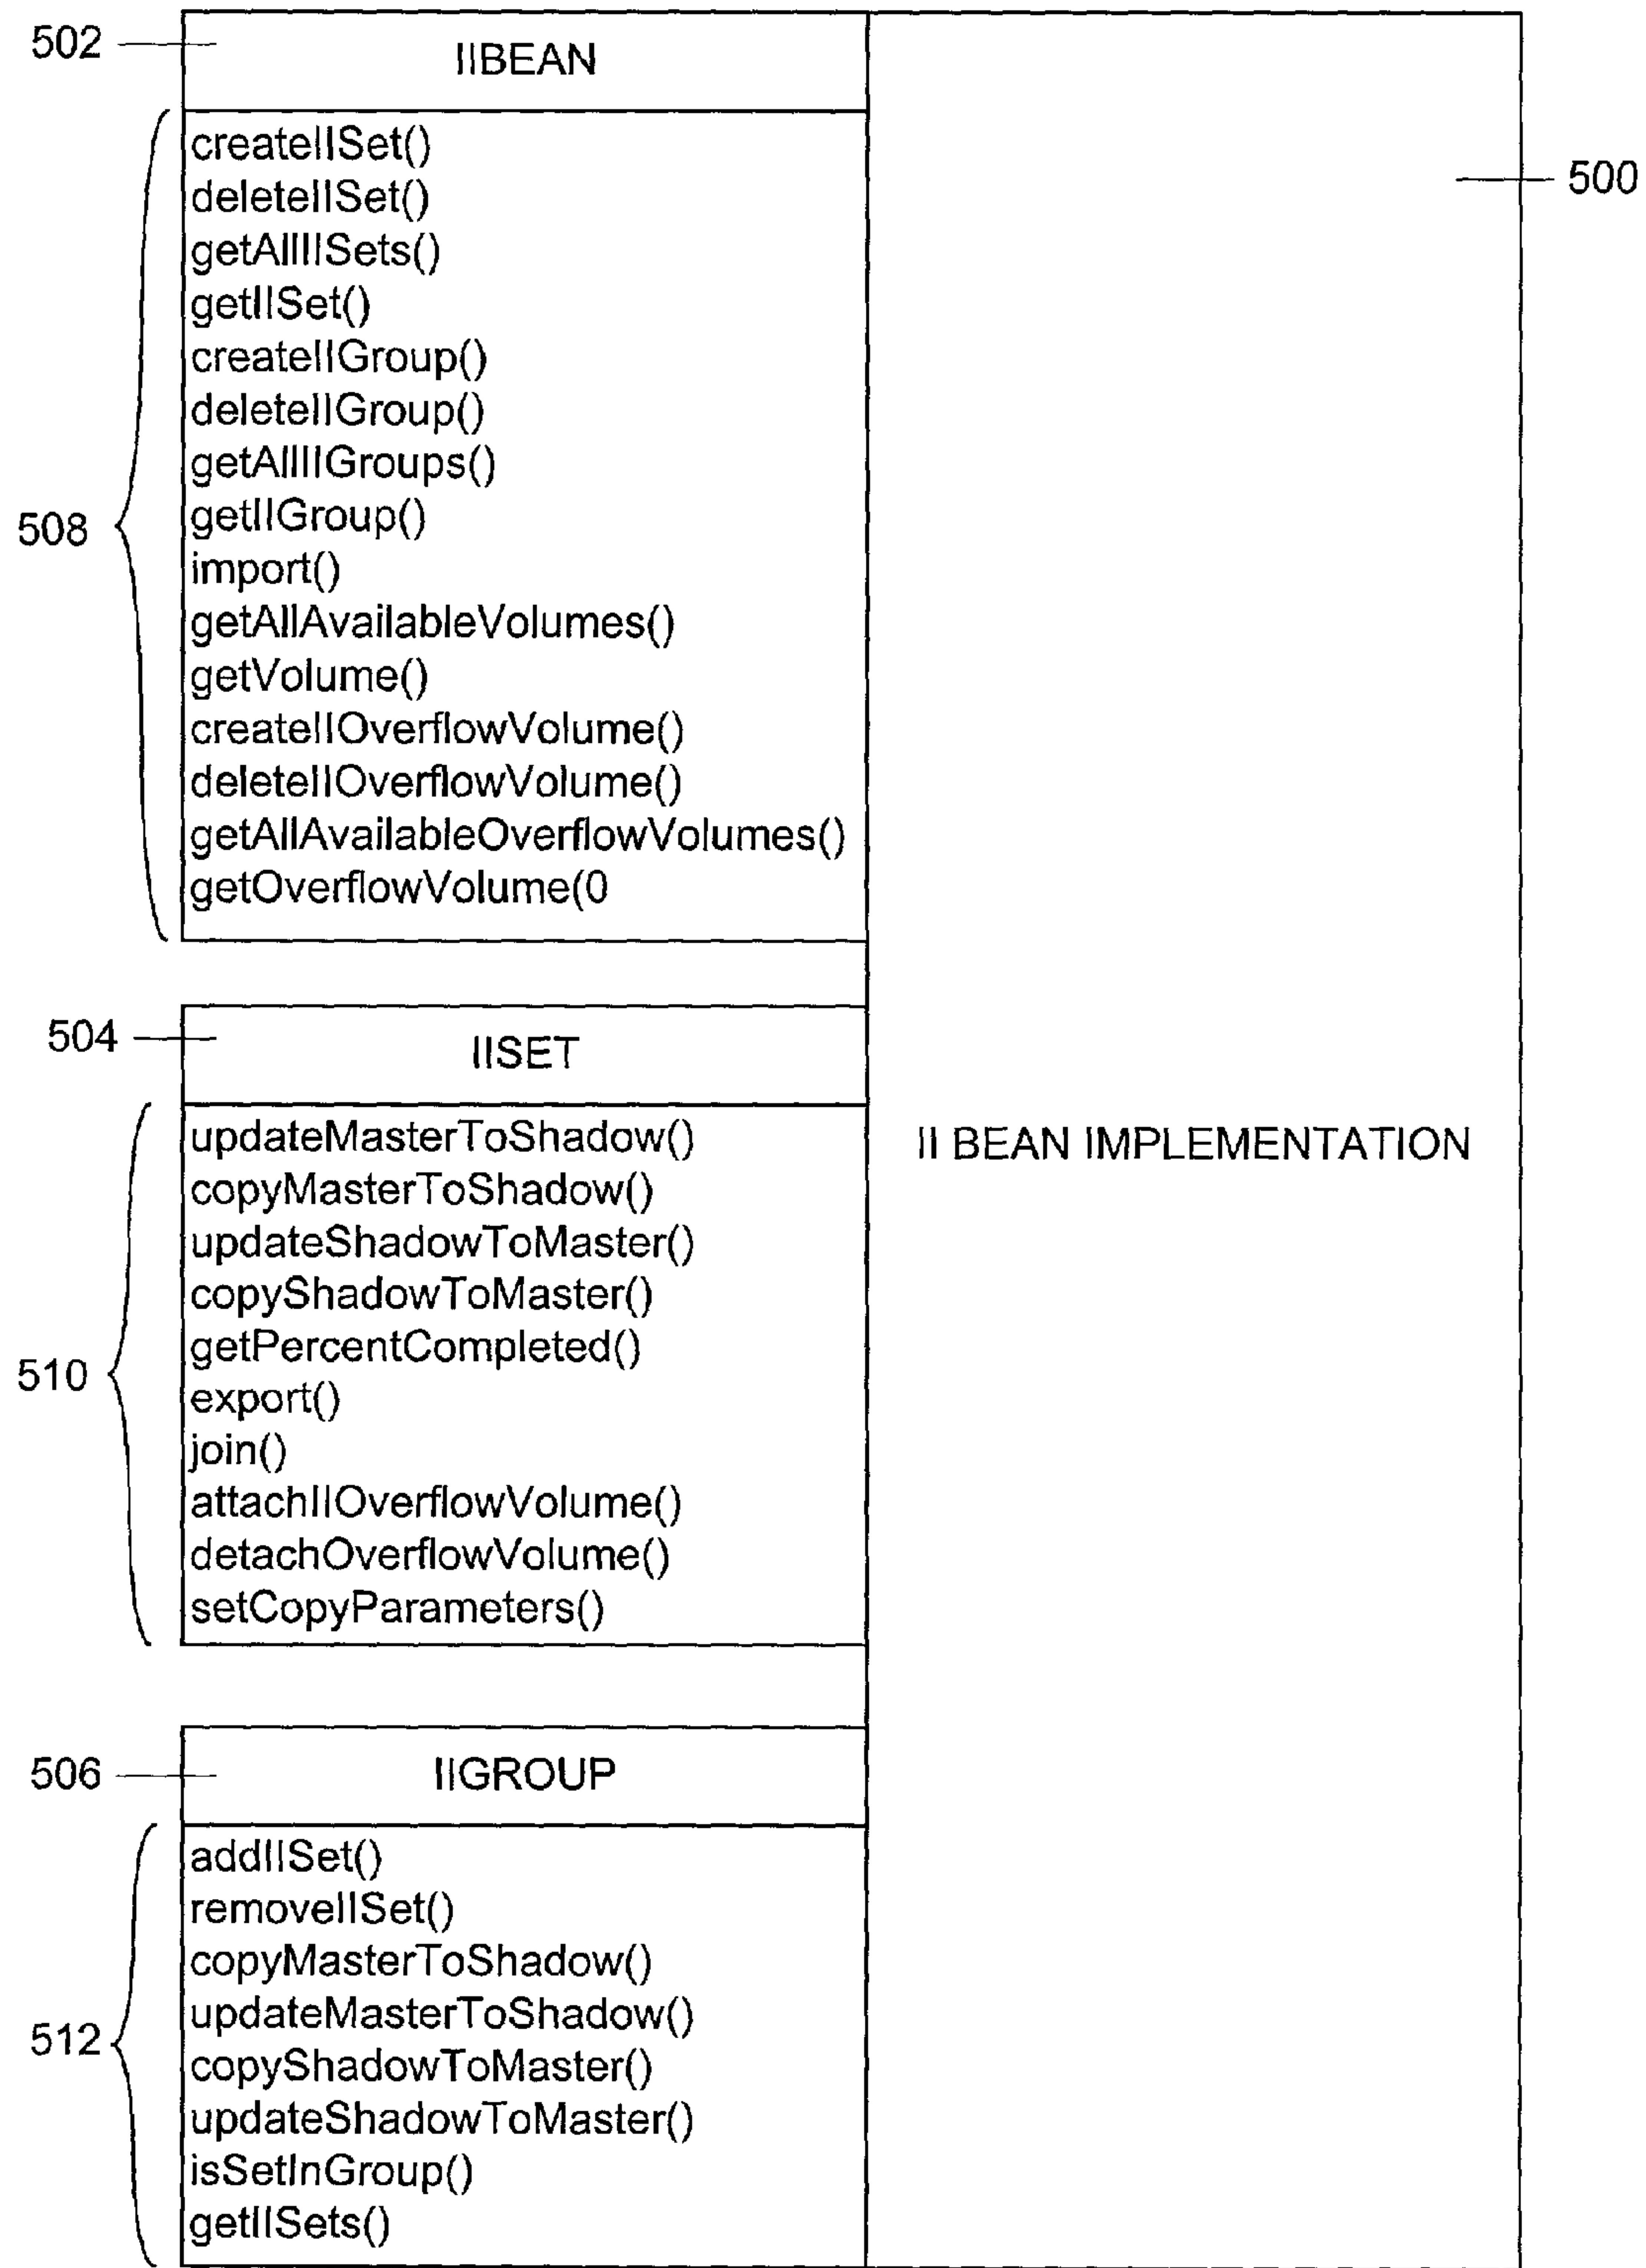 502
IIBEAN
500
508
createIISet()
deleteIISet()
getAllIISets()
getIISet()
createIIGroup()
deleteIIGroup()
getAllIIGroups()
getIIGroup()
import()
getAllAvailableVolumes()
getVolume()
createIIOverflowVolume()
deleteIIOverflowVolume()
getAllAvailableOverflowVolumes()
getOverflowVolume(0
504
IISET
II BEAN IMPLEMENTATION
510
updateMasterToShadow()
copyMasterToShadow()
updateShadowToMaster()
copyShadowToMaster()
getPercentCompleted()
export()
join()
attachIIOverflowVolume()
detachOverflowVolume()
setCopyParameters()
506
IIGROUP
512
addIISet()
removeIISet()
copyMasterToShadow()
updateMasterToShadow()
copyShadowToMaster()
updateShadowToMaster()
isSetInGroup()
getIISets()